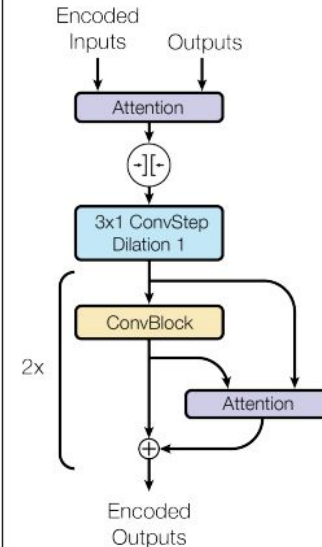 Encoded
Inputs
Outputs
Attention
→][←
3x1 ConvStep
Dilation 1
2x
ConvBlock
Attention
+
Encoded
Outputs